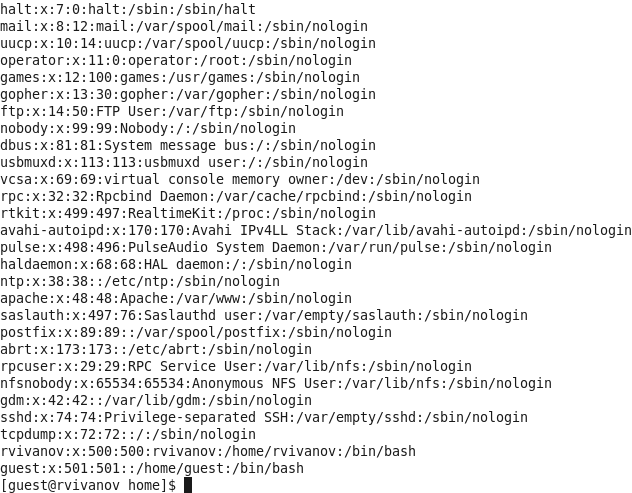 halt:x:7:0:halt:/sbin:/sbin/halt
mail:x:8:12:mail:/var/spool/mail:/sbin/nologin
uucp:x:10:14:uucp:/var/spool/uucp:/sbin/nologin
operator:x:11:0:operator:/root:/sbin/nologin
games:x:12:100:games:/usr/games:/sbin/nologin
gopher:x:13:30:gopher:/var/gopher:/sbin/nologin
ftp:x:14:50:FTP User:/var/ftp:/sbin/nologin
nobody:x:99:99:Nobody:/:/sbin/nologin
dbus:x:81:81:System message bus:/:/sbin/nologin
usbmuxd:x:113:113:usbmuxd user:/:/sbin/nologin
vcsa:x:69:69:virtual console memory owner:/dev:/sbin/nologin
rpc:x:32:32:Rpcbind Daemon:/var/cache/rpcbind:/sbin/nologin
rtkit:x:499:497:RealtimeKit:/proc:/sbin/nologin
avahi-autoipd:x:170:170:Avahi IPv4LL Stack:/var/lib/avahi-autoipd:/sbin/nologin
pulse:x:498:496:PulseAudio System Daemon:/var/run/pulse:/sbin/nologin
haldaemon:x:68:68:HAL daemon:/:/sbin/nologin
ntp:x:38:38::/etc/ntp:/sbin/nologin
apache:x:48:48:Apache:/var/www:/sbin/nologin
saslauth:x:497:76:Saslauthd user:/var/empty/saslauth:/sbin/nologin
postfix:x:89:89::/var/spool/postfix:/sbin/nologin
abrt:x:173:173::/etc/abrt:/sbin/nologin
rpcuser:x:29:29:RPC Service User:/var/lib/nfs:/sbin/nologin
nfsnobody:x:65534:65534:Anonymous NFS User:/var/lib/nfs:/sbin/nologin
gdm:x:42:42::/var/lib/gdm:/sbin/nologin
sshd:x:74:74:Privilege-separated SSH:/var/empty/sshd:/sbin/nologin
tcpdump:x:72:72::/:/sbin/nologin
rvivanov:x:500:500:rvivanov:/home/rvivanov:/bin/bash
guest:x:501:501::/home/guest:/bin/bash
[guest@rvivanov home]$